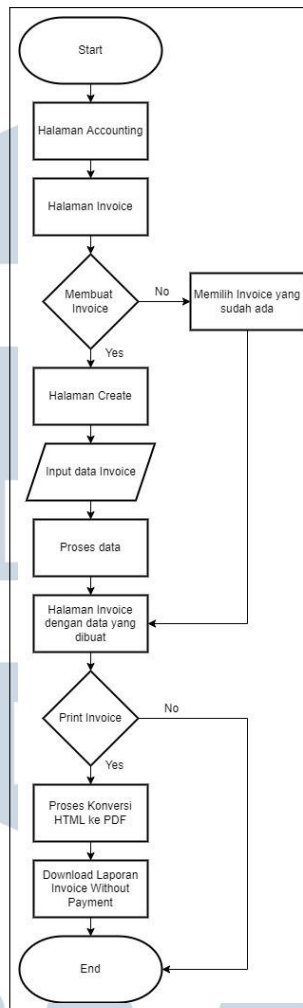 Start
Halaman Accounting
Halaman Invoice
Membuat
Invoice
No
Memilih Invoice yang
sudah ada
Yes
Halaman Create
Input data Invoice
Proses data
Halaman Invoice
dengan data yang
dibuat
Print Invoice
No
Yes
Proses Konversi
HTML ke PDF
Download Laporan
Invoice Without
Payment
End